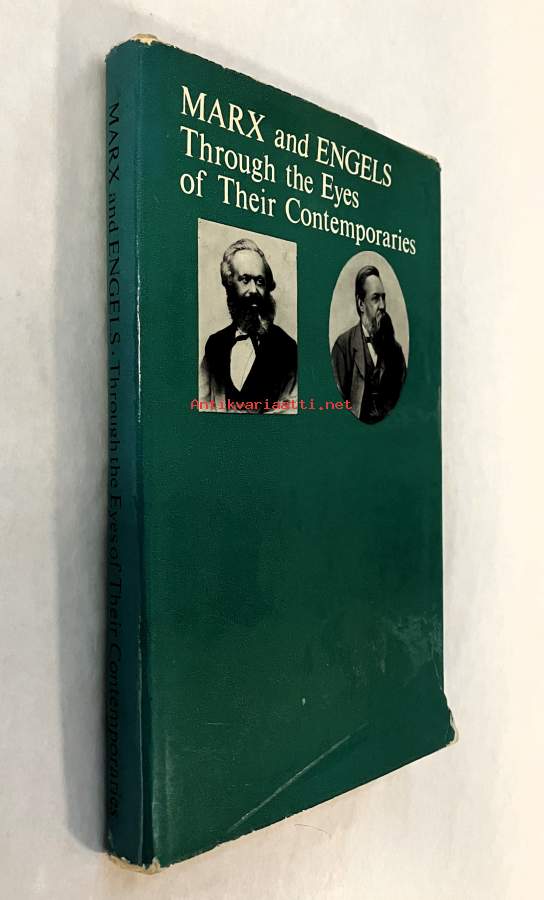 MARX and ENGELS
Through the Eyes
of Their Contemporaries
MARX and ENGELS · Through the Eyes of Their Contemporaries
Antikvariaatti.net